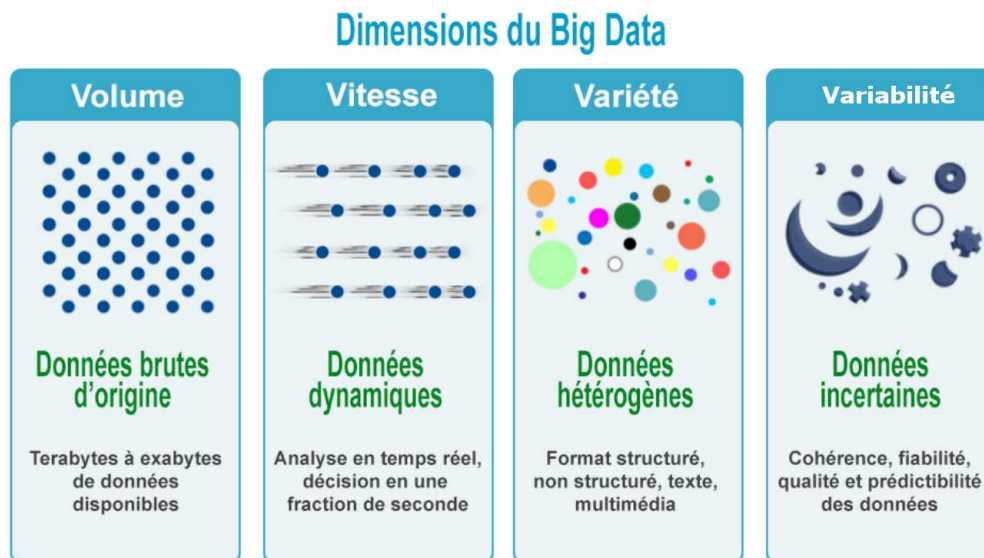 Dimensions du Big Data
Volume
Données brutes
d'origine
Terabytes à exabytes
de données
disponibles
Vitesse
Données
dynamiques
Analyse en temps réel,
décision en une
fraction de seconde
Variété
Données
hétérogènes
Format structuré,
non structuré, texte,
multimédia
Variabilité
Données
incertaines
Cohérence, fiabilité,
qualité et prédictibilité
des données